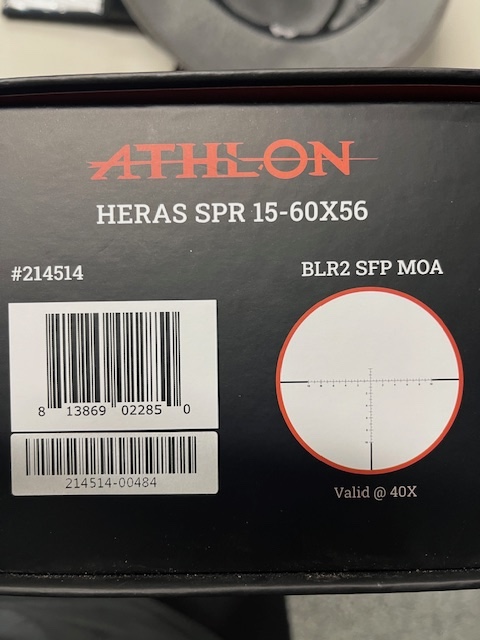 ATHLON
HERAS SPR 15-60X56
#214514
BLR2 SFP MOA
8 13869 02285 0
214514-00484
Valid @ 40X